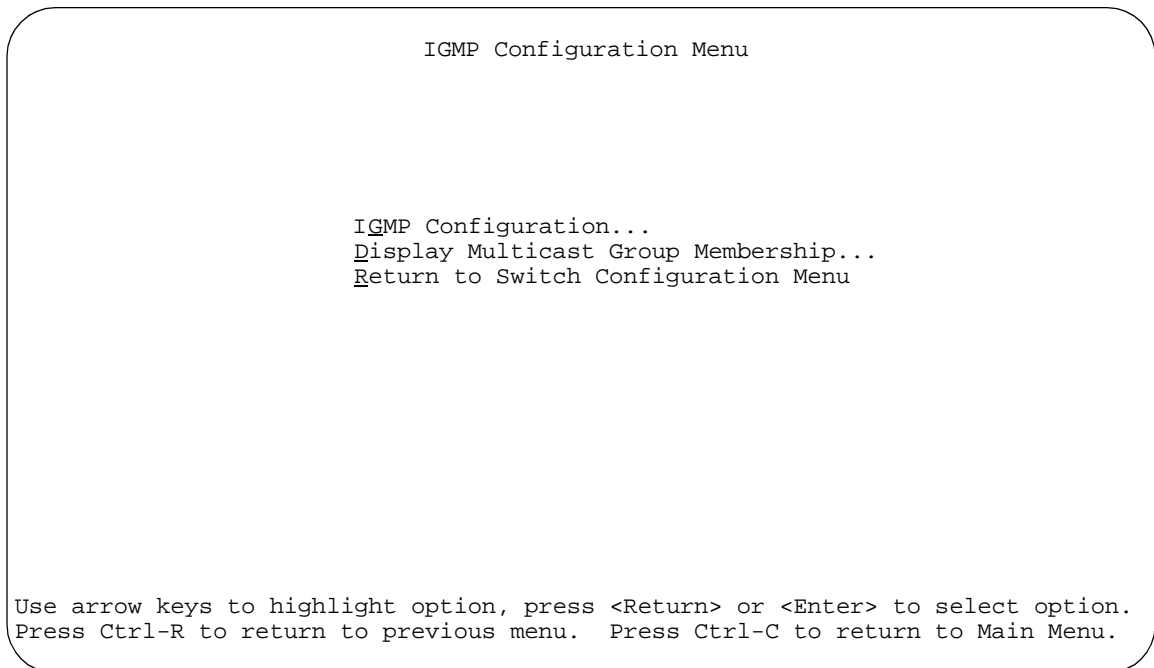 IGMP Configuration Menu
IGMP Configuration...
Display Multicast Group Membership...
Return to Switch Configuration Menu
Use arrow keys to highlight option, press <Return> or <Enter> to select option.
Press Ctrl-R to return to previous menu.  Press Ctrl-C to return to Main Menu.